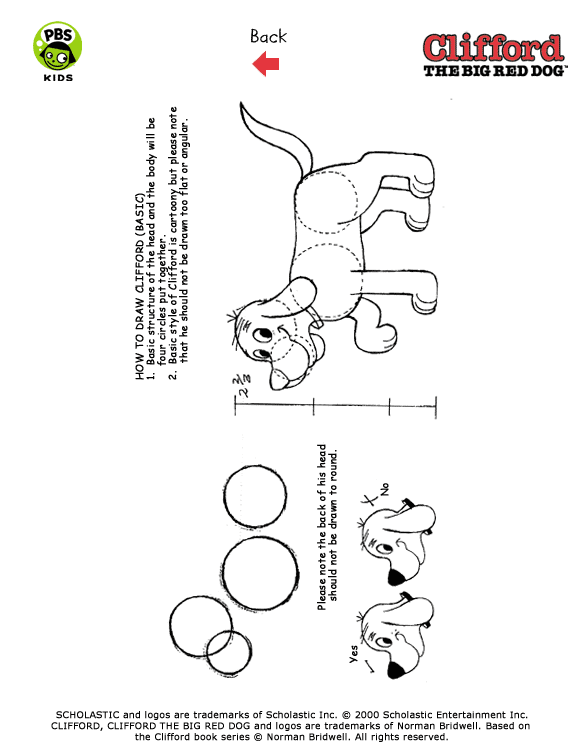 PBS
KIDS
Back
Clifford
THE BIG RED DOG™
HOW TO DRAW CLIFFORD (BASIC)
1. Basic structure of the head and the body will be
four circles put together.
2. Basic style of Clifford is cartoony but please note
that he should not be drawn too flat or angular.
2 2/3
Please note the back of his head
should not be drawn to round.
X
No
Yes
SCHOLASTIC and logos are trademarks of Scholastic Inc. © 2000 Scholastic Entertainment Inc.
CLIFFORD, CLIFFORD THE BIG RED DOG and logos are trademarks of Norman Bridwell. Based on
the Clifford book series © Norman Bridwell. All rights reserved.